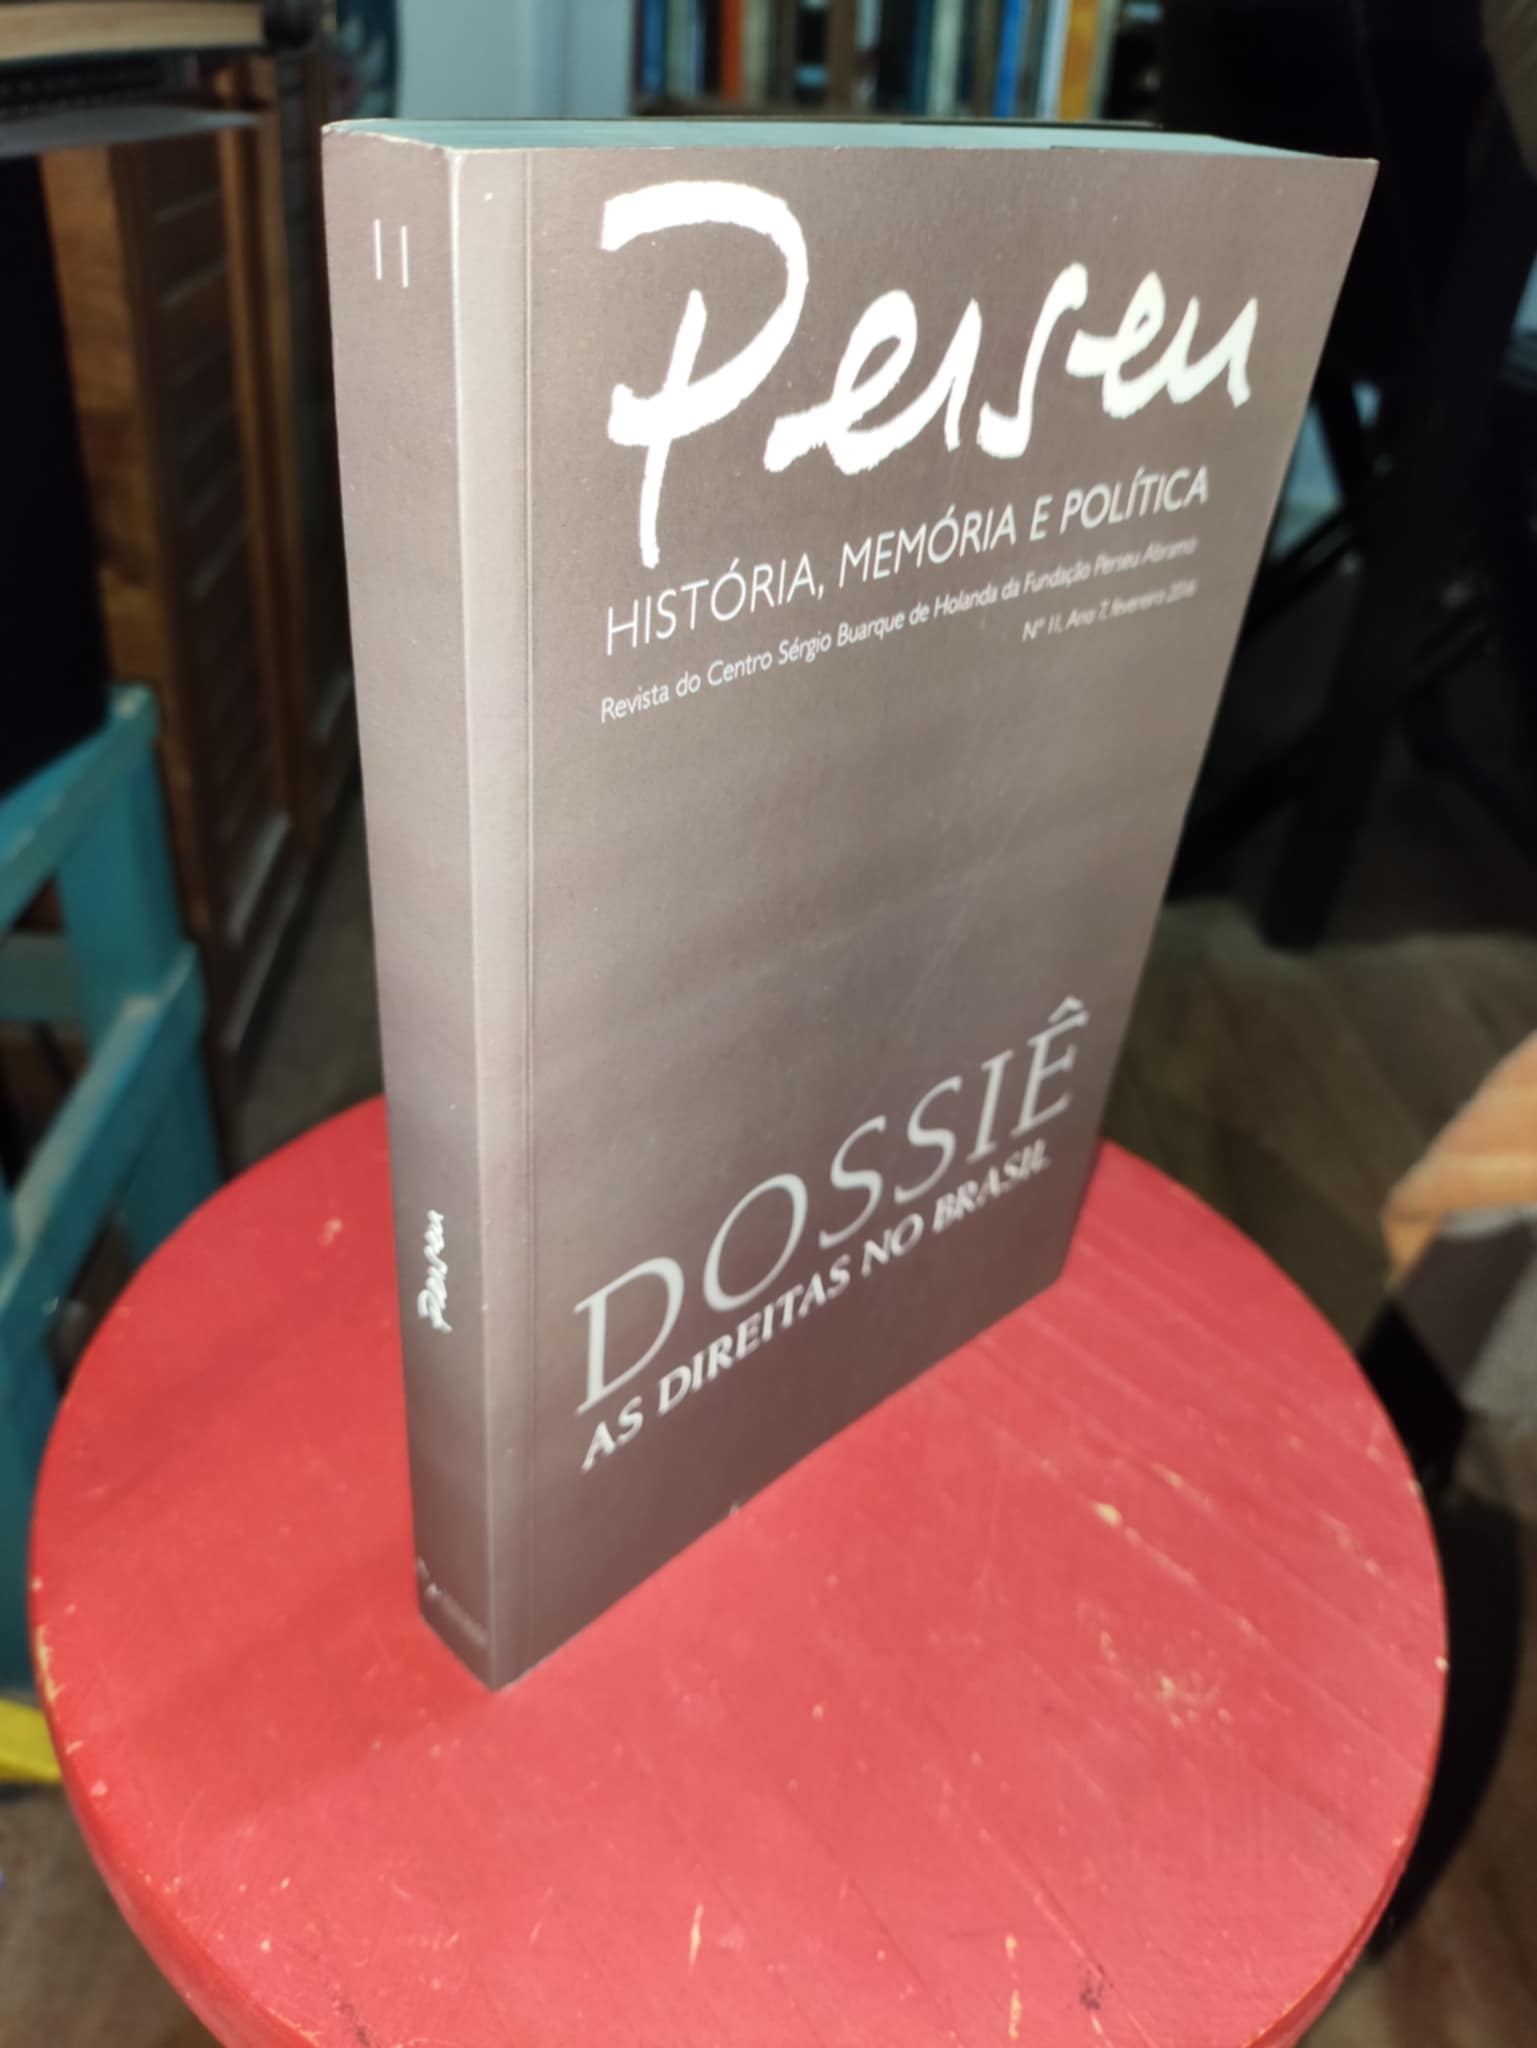 11
Perseu
Perseu
HISTÓRIA, MEMÓRIA E POLÍTICA
Revista do Centro Sérgio Buarque de Holanda da Fundação Perseu Abramo
Nº 11, Ano 7, fevereiro 2016
DOSSIÊ
AS DIREITAS NO BRASIL